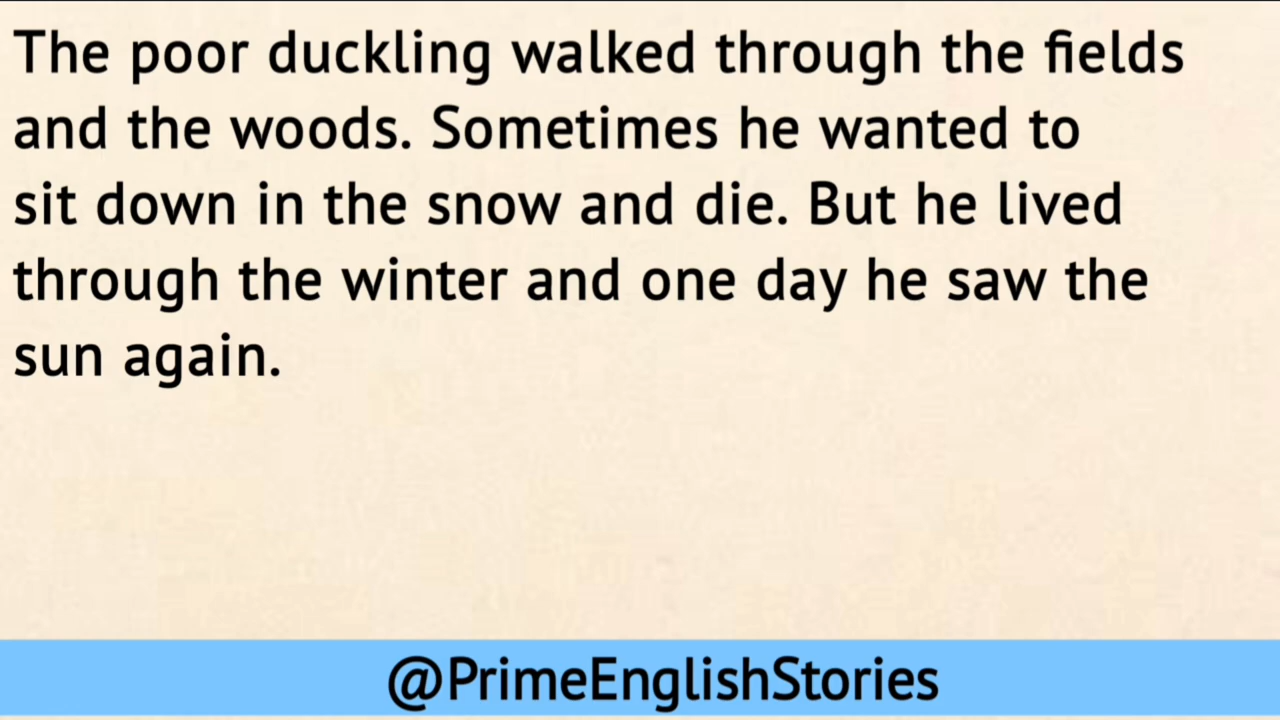 The poor duckling walked through the fields
and the woods. Sometimes he wanted to
sit down in the snow and die. But he lived
through the winter and one day he saw the
sun again.
@PrimeEnglishStories